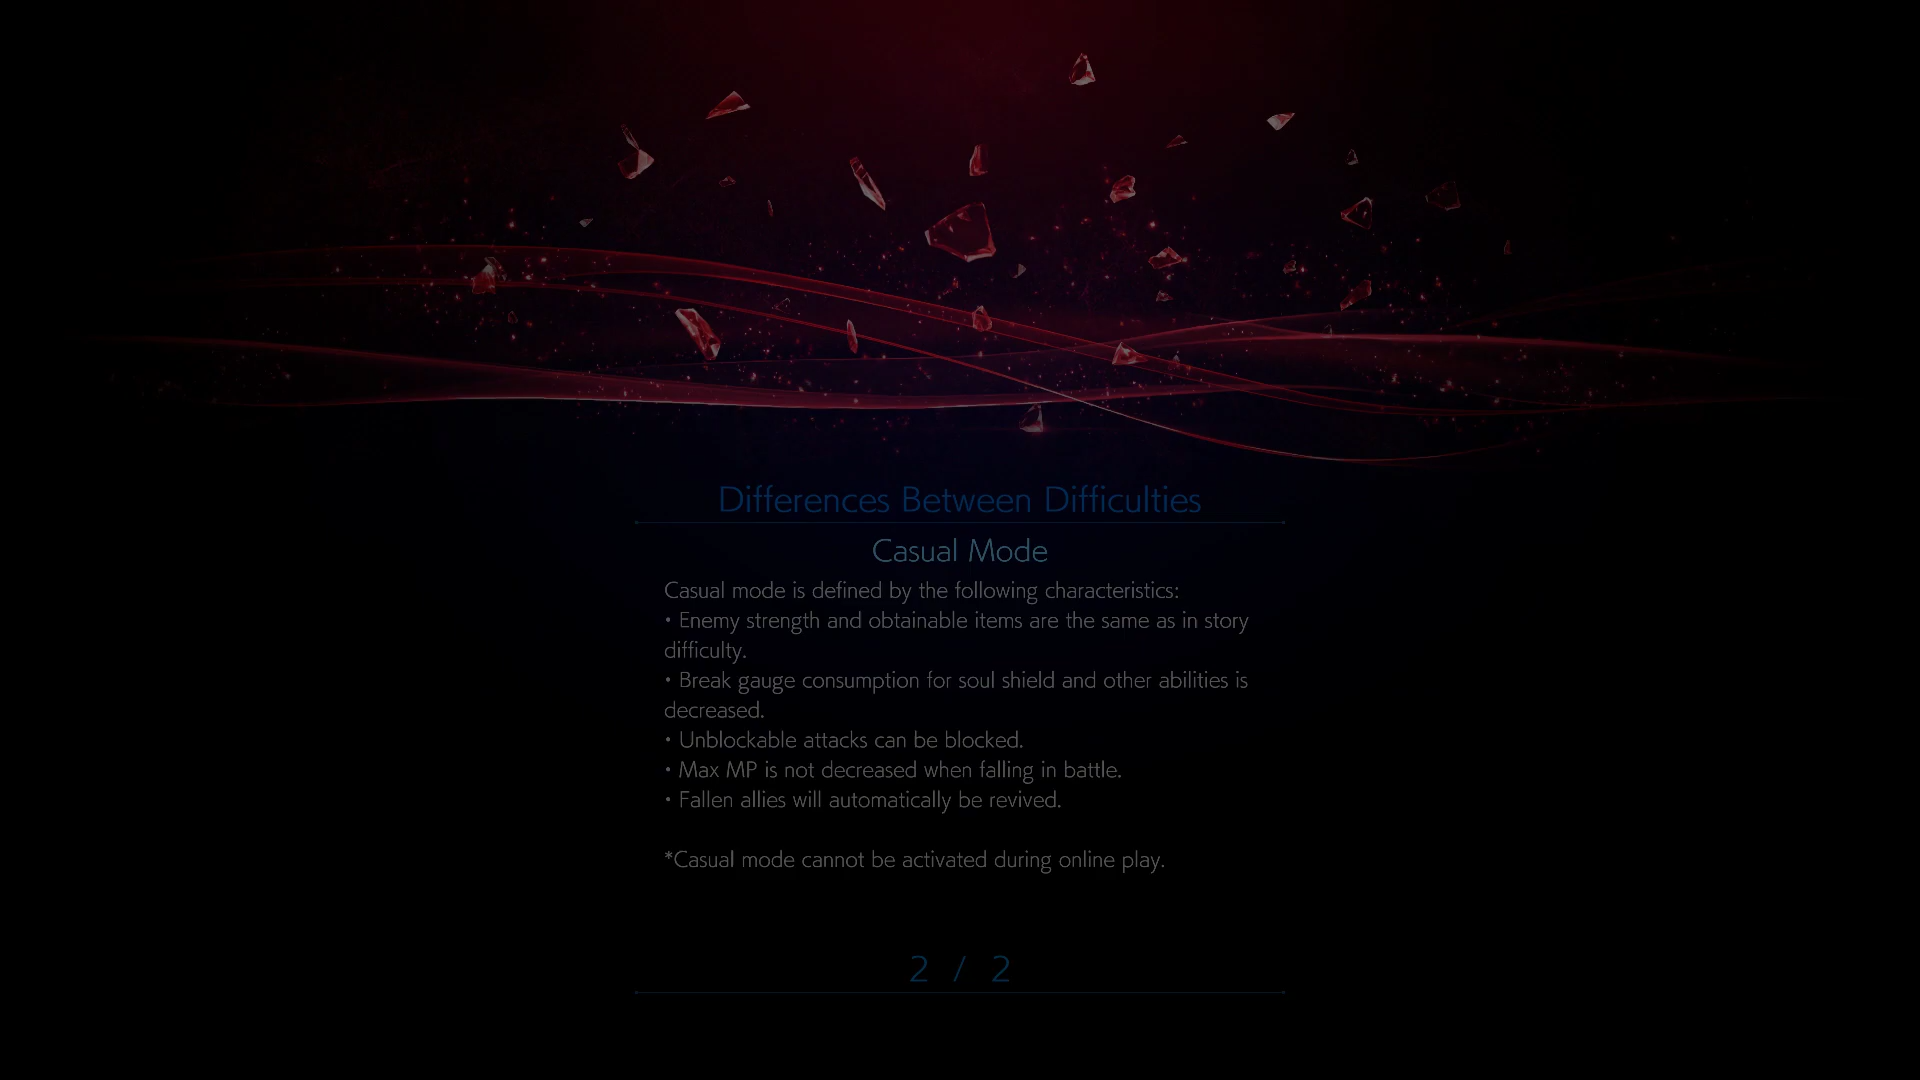 Differences Between Difficulties
Casual Mode
Casual mode is defined by the following characteristics:
• Enemy strength and obtainable items are the same as in story
difficulty.
• Break gauge consumption for soul shield and other abilities is
decreased.
• Unblockable attacks can be blocked.
• Max MP is not decreased when falling in battle.
• Fallen allies will automatically be revived.
*Casual mode cannot be activated during online play.
2 / 2